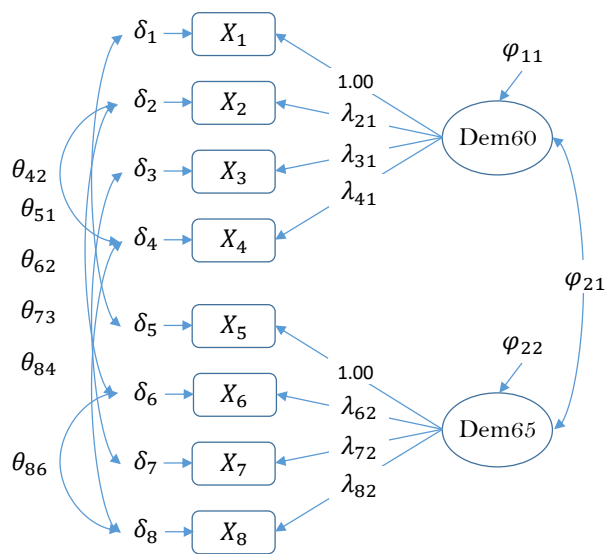 δ₁
X₁
φ₁₁
1.00
δ₂
X₂
λ₂₁
Dem60
θ₄₂
δ₃
X₃
λ₃₁
θ₅₁
δ₄
X₄
λ₄₁
θ₆₂
φ₂₁
θ₇₃
δ₅
X₅
θ₈₄
φ₂₂
1.00
δ₆
X₆
λ₆₂
Dem65
θ₈₆
δ₇
X₇
λ₇₂
λ₈₂
δ₈
X₈